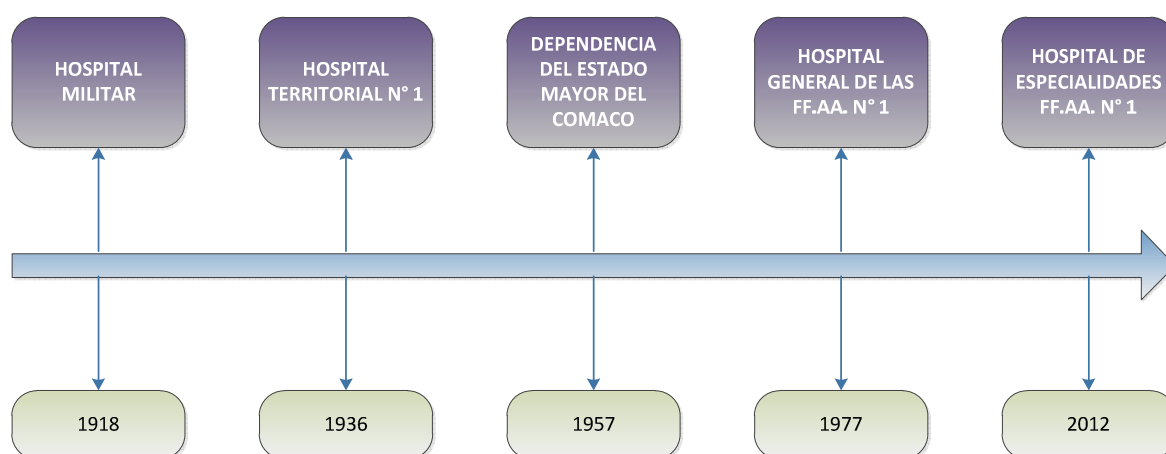 HOSPITAL
MILITAR
HOSPITAL
TERRITORIAL N° 1
DEPENDENCIA
DEL ESTADO
MAYOR DEL
COMACO
HOSPITAL
GENERAL DE LAS
FF.AA. N° 1
HOSPITAL DE
ESPECIALIDADES
FF.AA. N° 1
1918
1936
1957
1977
2012